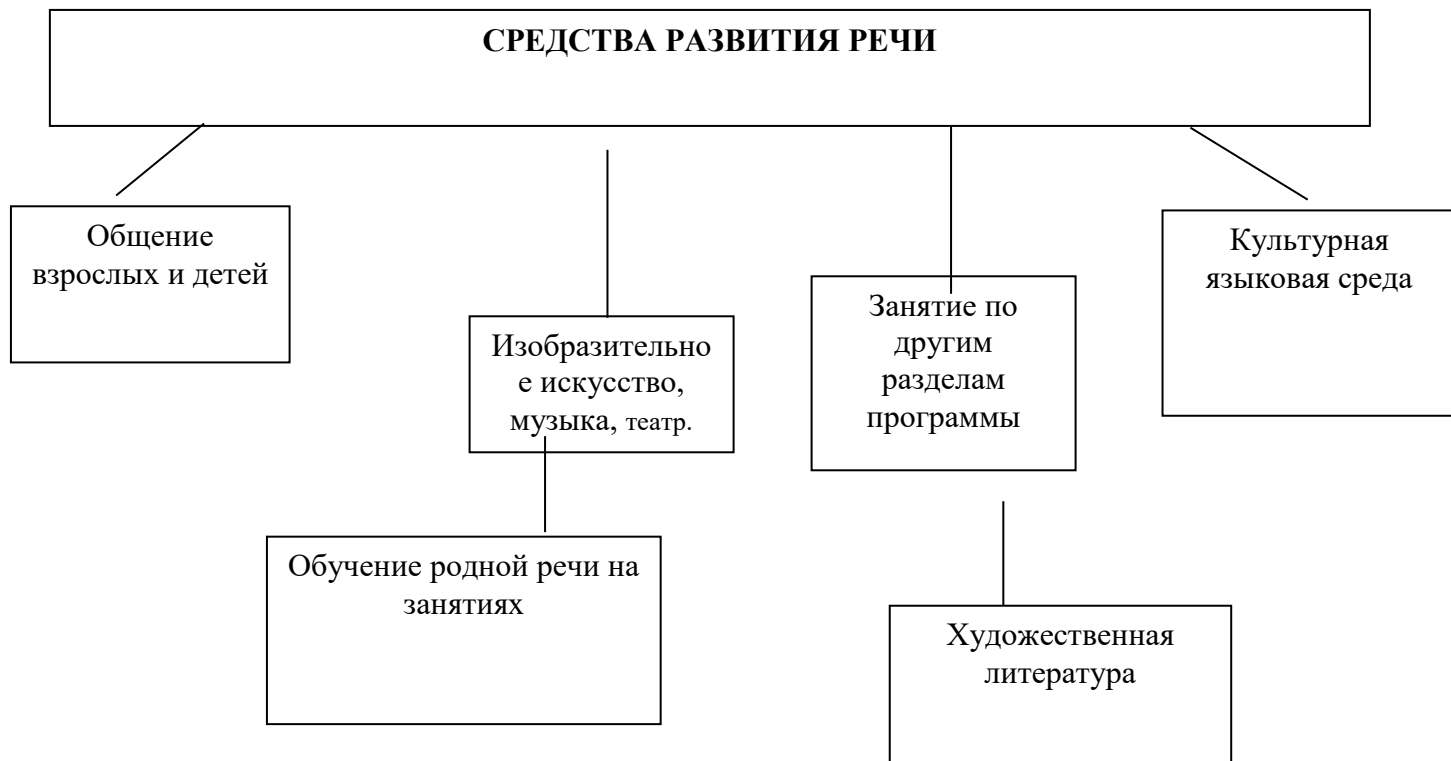 СРЕДСТВА РАЗВИТИЯ РЕЧИ
Общение
взрослых и детей
Изобразительно
е искусство,
музыка, театр.
Занятие по
другим
разделам
программы
Культурная
языковая среда
Обучение родной речи на
занятиях
Художественная
литература